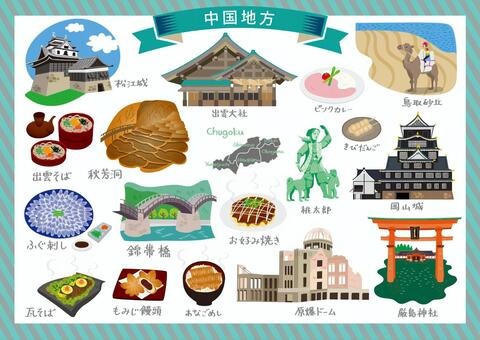 中国地方
松江城
出雲大社
ピンクカレー
鳥取砂丘
出雲そば
秋芳洞
Chugoku
きびだんご
桃太郎
岡山城
ふぐ刺し
錦帯橋
お好み焼き
瓦そば
もみじ饅頭
あなごめし
原爆ドーム
厳島神社